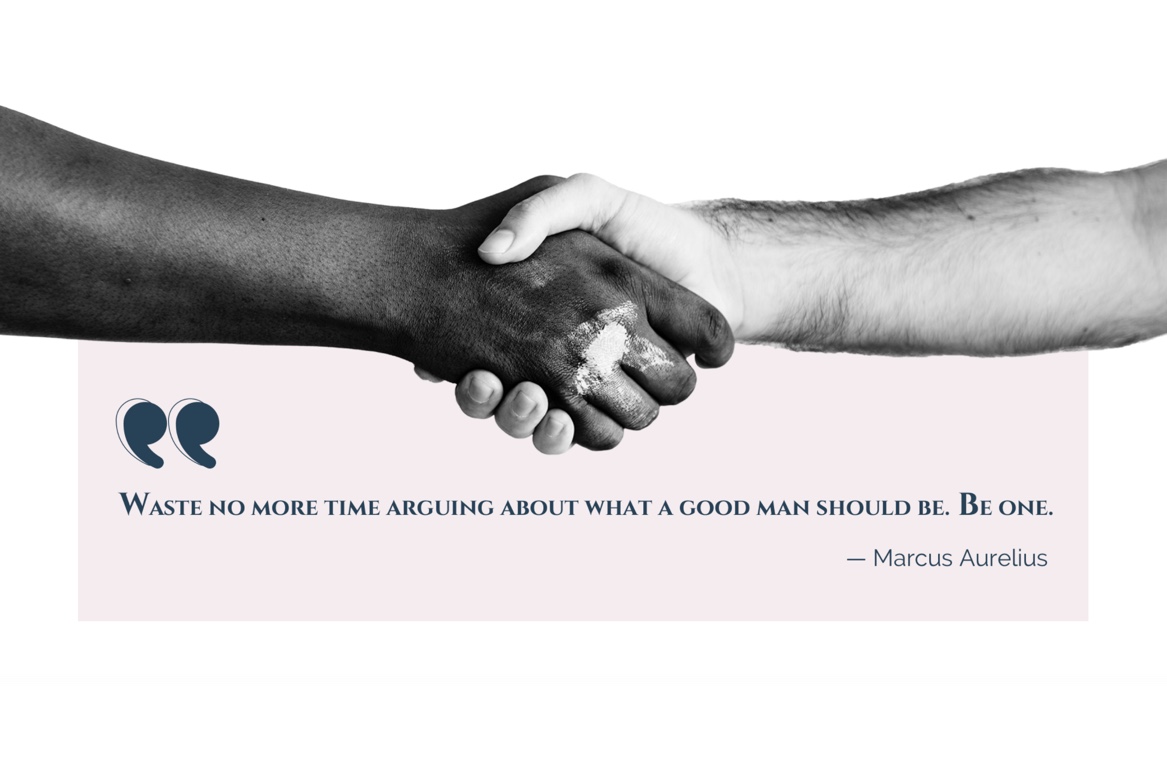 Waste no more time arguing about what a good man should be. Be one.
— Marcus Aurelius